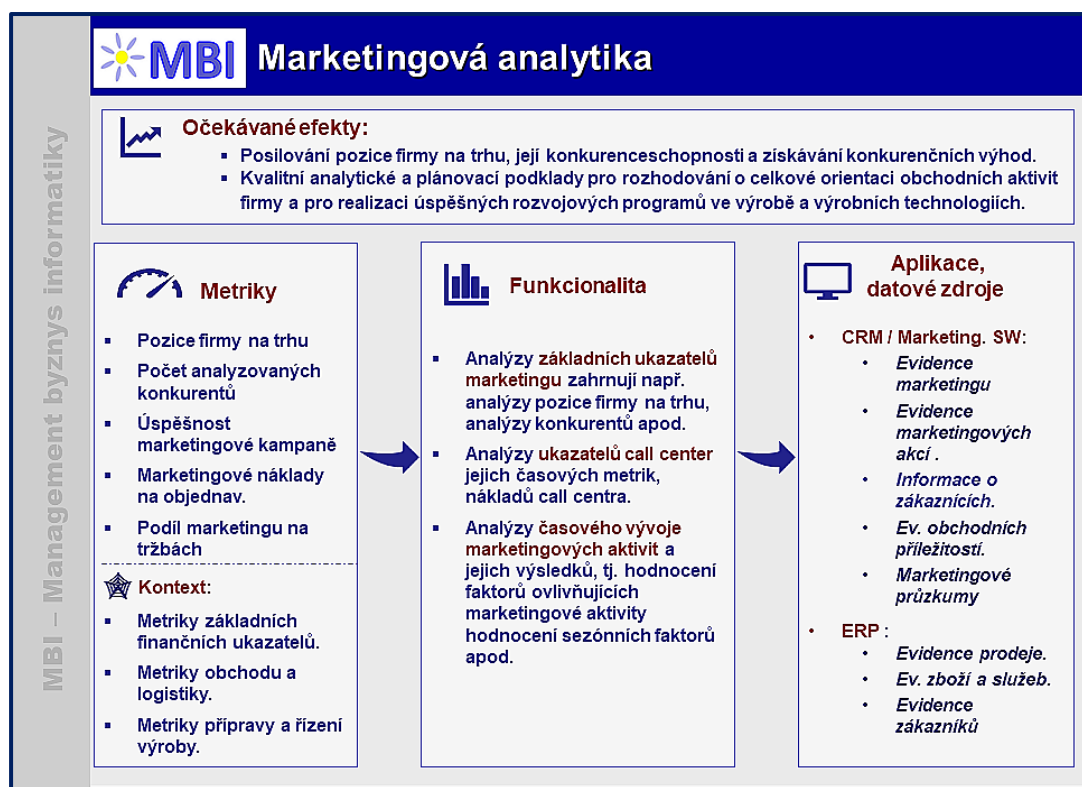 MBI
Marketingová analytika
MBI – Management byznys informatiky
Očekávané efekty:
▪ Posilování pozice firmy na trhu, její konkurenceschopnosti a získávání konkurenčních výhod.
▪ Kvalitní analytické a plánovací podklady pro rozhodování o celkové orientaci obchodních aktivit
firmy a pro realizaci úspěšných rozvojových programů ve výrobě a výrobních technologiích.
Metriky
▪ Pozice firmy na trhu
▪ Počet analyzovaných
konkurentů
▪ Úspěšnost
marketingové kampaně
▪ Marketingové náklady
na objednav.
▪ Podíl marketingu na
tržbách
Kontext:
▪ Metriky základních
finančních ukazatelů.
▪ Metriky obchodu a
logistiky.
▪ Metriky přípravy a řízení
výroby.
Funkcionalita
▪ Analýzy základních ukazatelů
marketingu zahrnují např.
analýzy pozice firmy na trhu,
analýzy konkurentů apod.
▪ Analýzy ukazatelů call center
jejich časových metrik,
nákladů call centra.
▪ Analýzy časového vývoje
marketingových aktivit a
jejich výsledků, tj. hodnocení
faktorů ovlivňujících
marketingové aktivity
hodnocení sezónních faktorů
apod.
Aplikace,
datové zdroje
• CRM / Marketing. SW:
• Evidence
marketingu
• Evidence
marketingových
akcí .
• Informace o
zákaznících.
• Ev. obchodních
příležitostí.
• Marketingové
průzkumy
• ERP :
• Evidence prodeje.
• Ev. zboží a služeb.
• Evidence
zákazníků